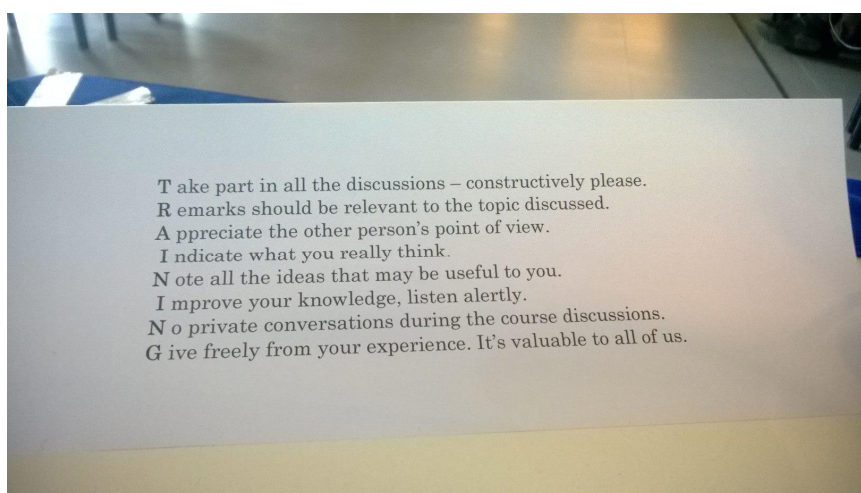 T ake part in all the discussions – constructively please.
R emarks should be relevant to the topic discussed.
A ppreciate the other person's point of view.
I ndicate what you really think.
N ote all the ideas that may be useful to you.
I mprove your knowledge, listen alertly.
N o private conversations during the course discussions.
G ive freely from your experience. It's valuable to all of us.